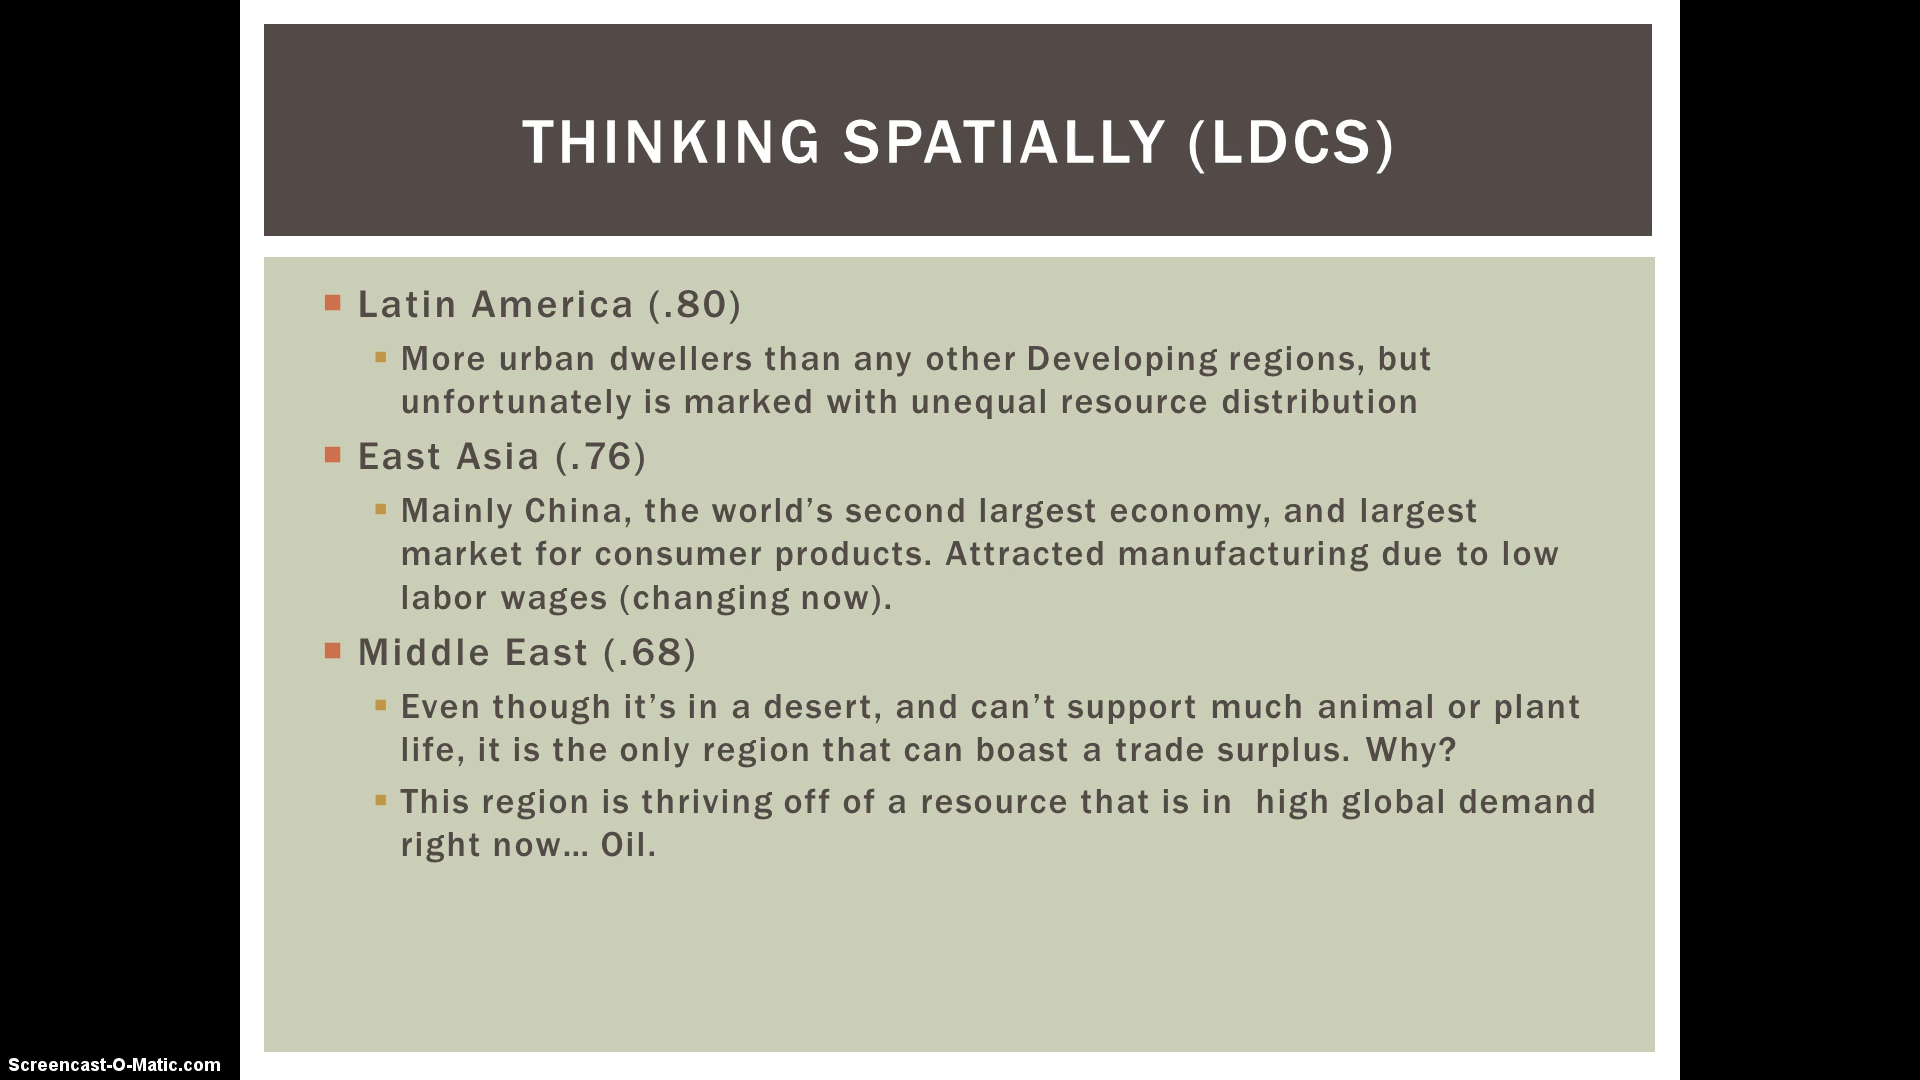 THINKING SPATIALLY (LDCS)
Latin America (.80)
More urban dwellers than any other Developing regions, but
unfortunately is marked with unequal resource distribution
East Asia (.76)
Mainly China, the world’s second largest economy, and largest
market for consumer products. Attracted manufacturing due to low
labor wages (changing now).
Middle East (.68)
Even though it’s in a desert, and can’t support much animal or plant
life, it is the only region that can boast a trade surplus. Why?
This region is thriving off of a resource that is in  high global demand
right now… Oil.
Screencast-O-Matic.com